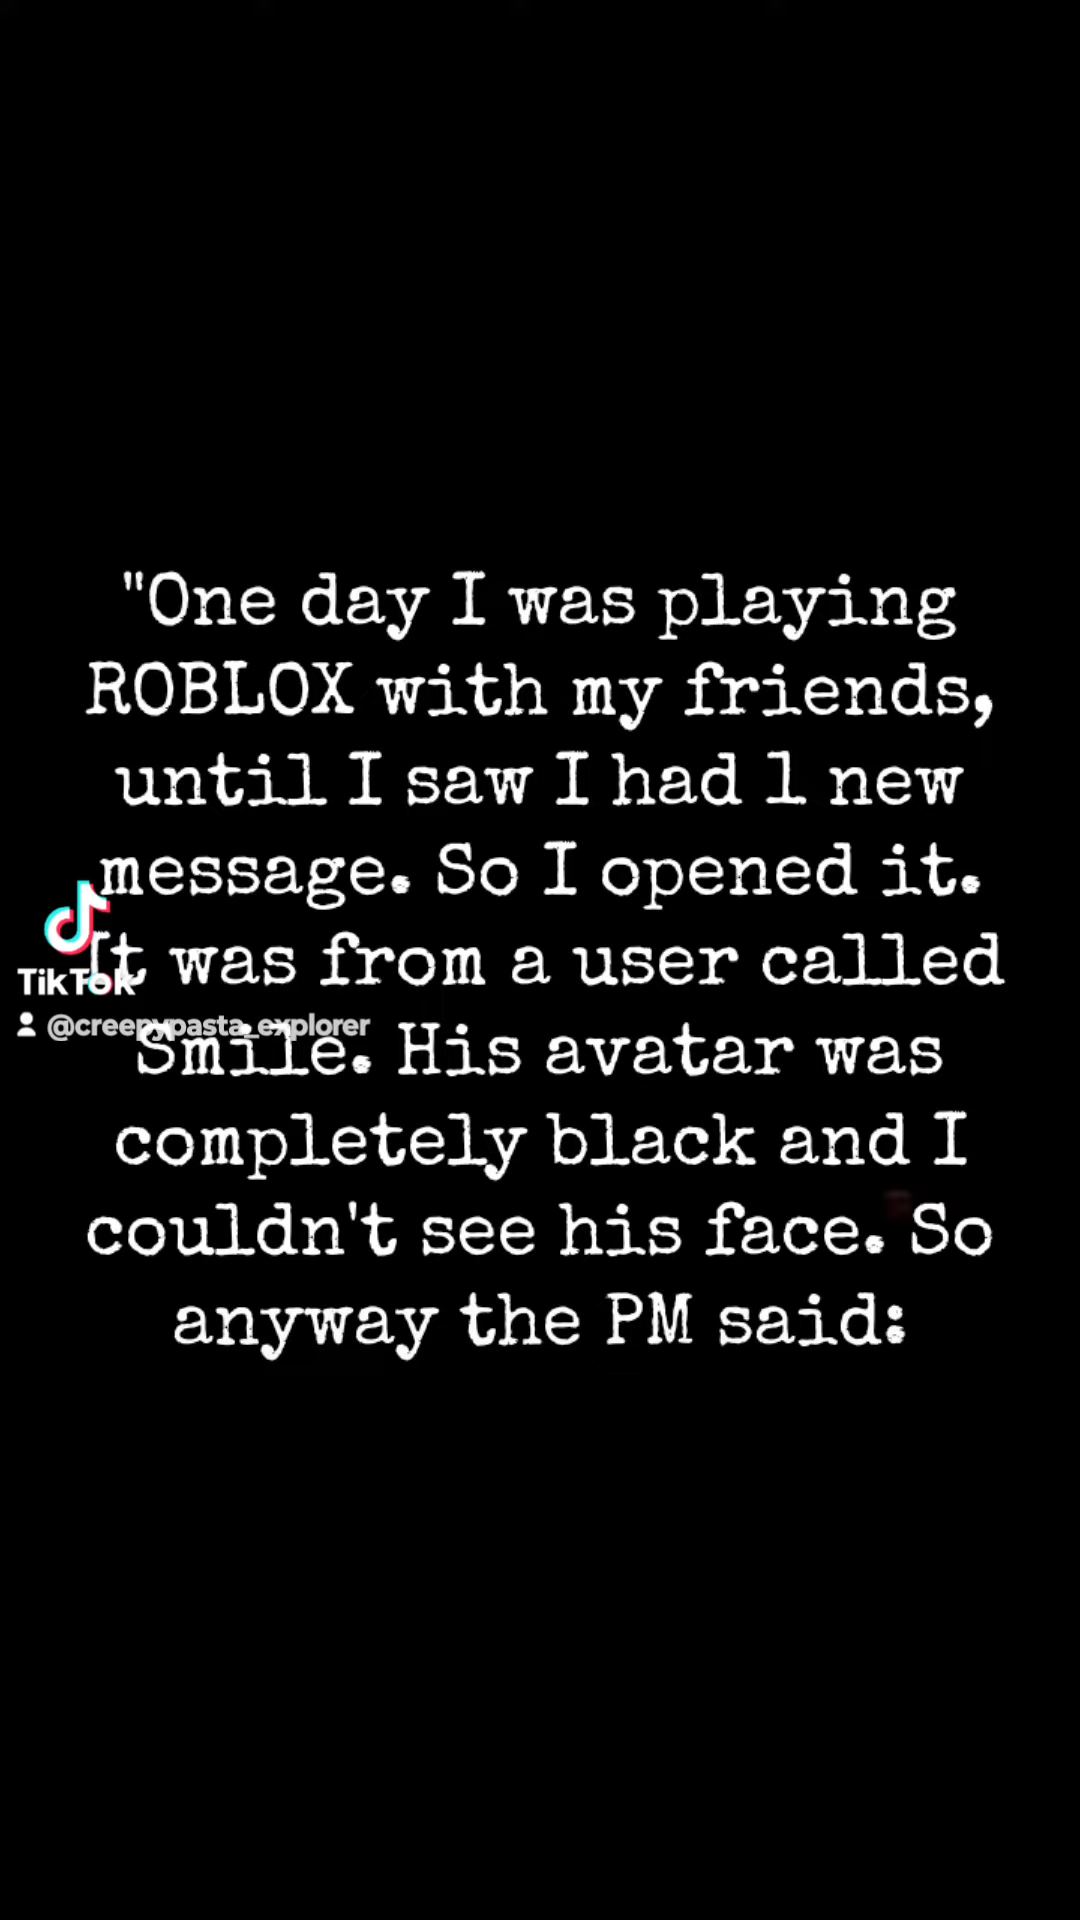 "One day I was playing
ROBLOX with my friends,
until I saw I had 1 new
message. So I opened it.
It was from a user called
Smile. His avatar was
completely black and I
couldn't see his face. So
anyway the PM said:
TikTok
@creepypasta_explorer